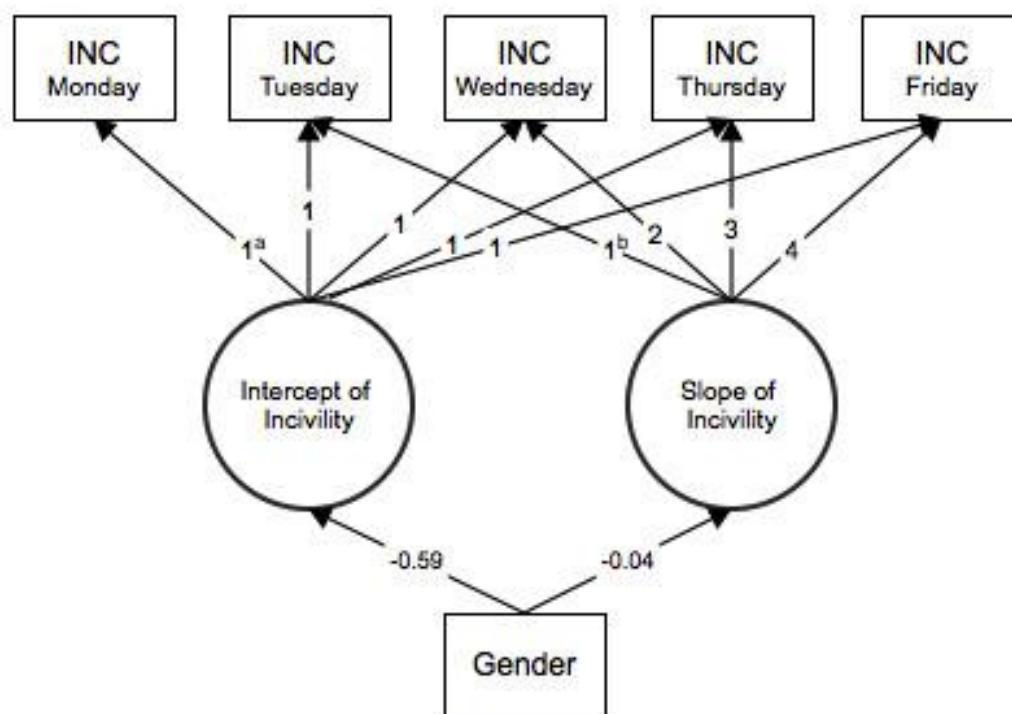 INC
Monday
INC
Tuesday
INC
Wednesday
INC
Thursday
INC
Friday
1
1
2
3
1ᵃ
1
1
1ᵇ
4
Intercept of
Incivility
Slope of
Incivility
-0.59
-0.04
Gender